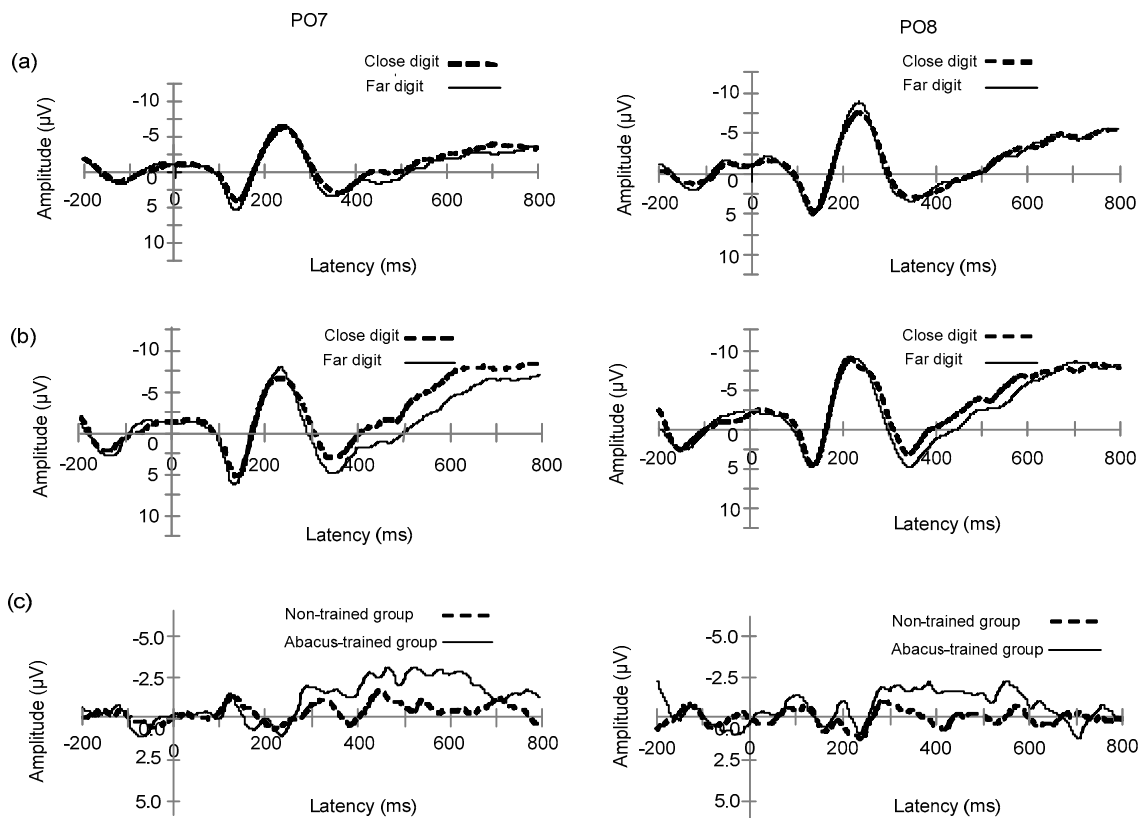 PO7
PO8
(a)
Close digit
Far digit
Amplitude (μV)
-10
-5
0
5
10
-200
0
200
400
600
800
Latency (ms)
Close digit
Far digit
Amplitude (μV)
-10
-5
0
5
10
-200
0
200
400
600
800
Latency (ms)
(b)
Close digit
Far digit
Amplitude (μV)
-10
-5
0
5
10
-200
0
200
400
600
800
Latency (ms)
Close digit
Far digit
Amplitude (μV)
-10
-5
0
5
10
-200
0
200
400
600
800
Latency (ms)
(c)
Non-trained group
Abacus-trained group
Amplitude (μV)
-5.0
-2.5
0.0
2.5
5.0
-200
0
200
400
600
800
Latency (ms)
Non-trained group
Abacus-trained group
Amplitude (μV)
-5.0
-2.5
0.0
2.5
5.0
-200
0
200
400
600
800
Latency (ms)